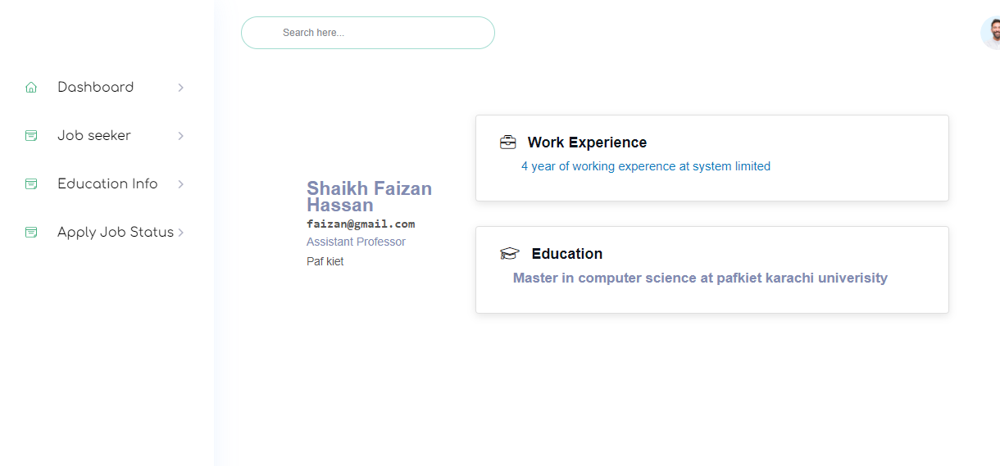 Search here...
Dashboard
Job seeker
Education Info
Apply Job Status
Shaikh Faizan
Hassan
faizan@gmail.com
Assistant Professor
Paf kiet
Work Experience
4 year of working experence at system limited
Education
Master in computer science at pafkiet karachi univerisity